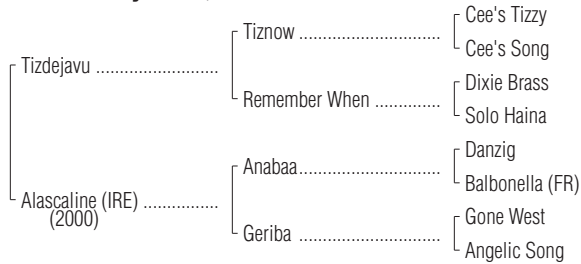 Cee's Tizzy
Tiznow ..................................
Cee's Song
Tizdejavu .............................
Dixie Brass
Remember When ................
Solo Haina
Danzig
Anabaa..................................
Balbonella (FR)
Alascaline (IRE) ..................
(2000)
Gone West
Geriba ..................................
Angelic Song